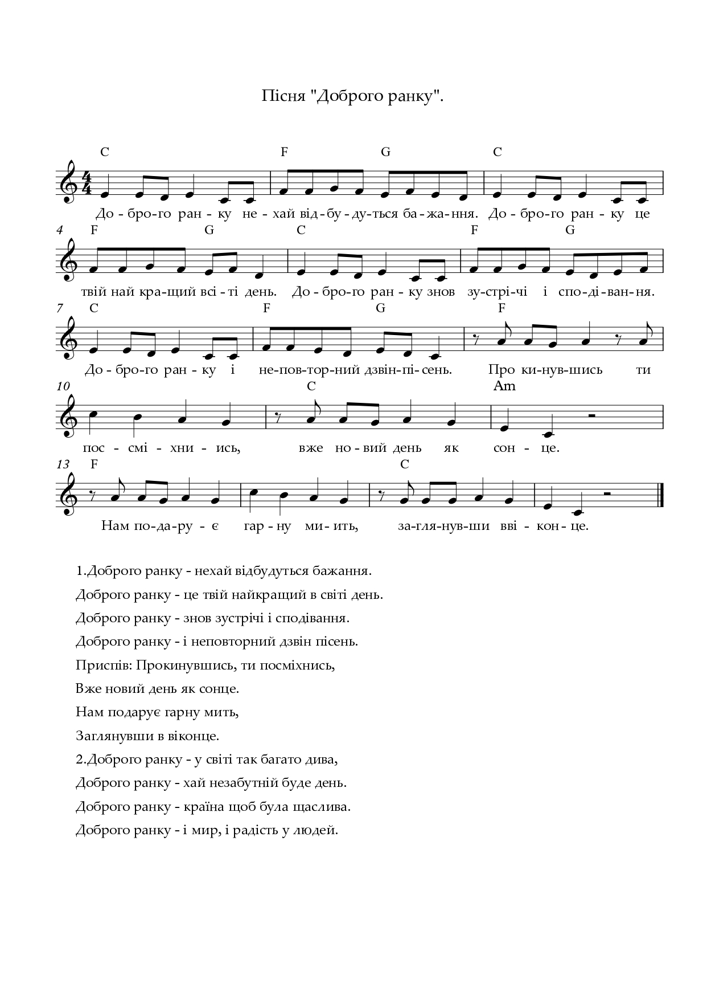 Пісня "Доброго ранку".
C F G C
До - бро-го ран - ку не - хай від-бу-ду-ться ба-жа-ння. До - бро-го ран - ку це
4 F G C F G
твій най кра-щий всі-ті день. До - бро-го ран - ку знов зу-стрі-чі і спо-ді-ван-ня.
7 C F G F
До - бро-го ран - ку і не-пов-тор-ний дзвін-пі-сень. Про ки-нув-шись ти
10 C Am
пос - смі - хни - ись, вже но - вий день як сон - це.
13 F C
Нам по-да-ру - є гар - ну ми- ить, за-гля-нув-ши вві - кон- це.
1.Доброго ранку - нехай відбудуться бажання.
Доброго ранку - це твій найкращий в світі день.
Доброго ранку - знов зустрічі і сподівання.
Доброго ранку - і неповторний дзвін пісень.
Приспів: Прокинувшись, ти посміхнись,
Вже новий день як сонце.
Нам подарує гарну мить,
Заглянувши в віконце.
2.Доброго ранку - у світі так багато дива,
Доброго ранку - хай незабутній буде день.
Доброго ранку - країна щоб була щаслива.
Доброго ранку - і мир, і радість у людей.